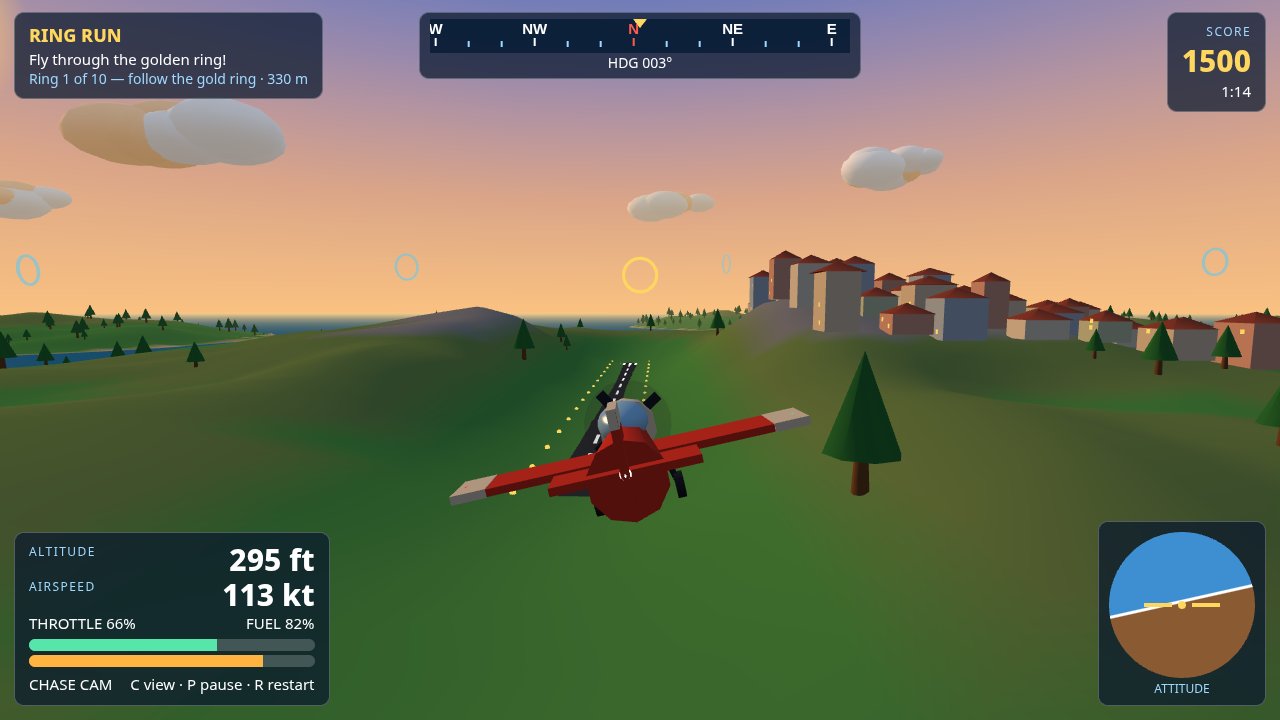 RING RUN
Fly through the golden ring!
Ring 1 of 10 — follow the gold ring · 330 m
W NW N NE E
HDG 003°
SCORE
1500
1:14
ALTITUDE 295 ft
AIRSPEED 113 kt
THROTTLE 66% FUEL 82%
CHASE CAM C view · P pause · R restart
ATTITUDE